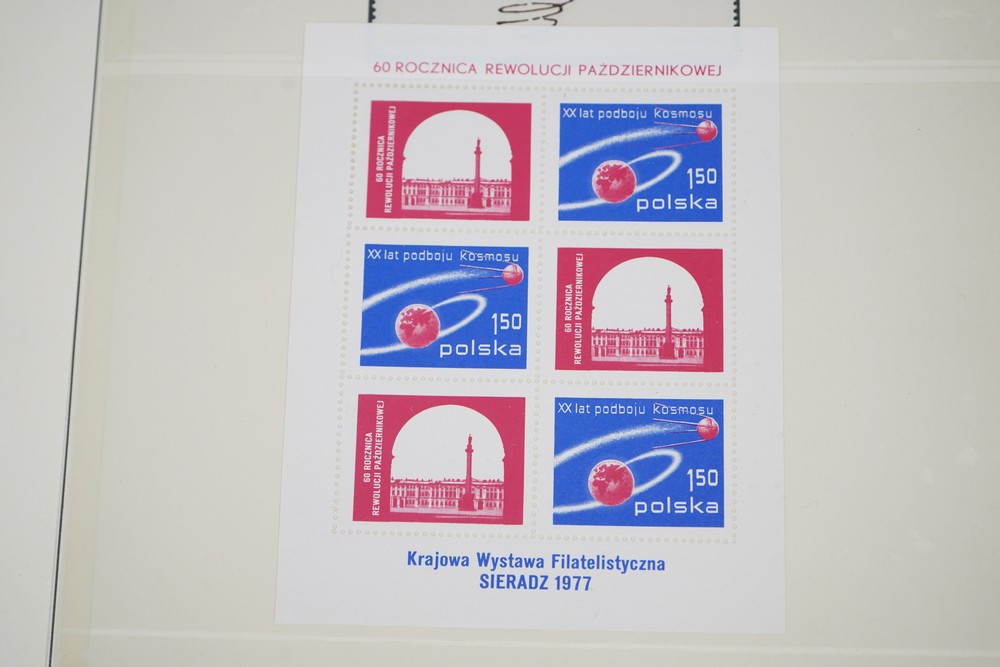 60 ROCZNICA REWOLUCJI PAŹDZIERNIKOWEJ
60 ROCZNICA
REWOLUCJI PAŹDZIERNIKOWEJ
XX lat podboju kosmosu
1,50
polska
XX lat podboju kosmosu
1,50
polska
60 ROCZNICA
REWOLUCJI PAŹDZIERNIKOWEJ
60 ROCZNICA
REWOLUCJI PAŹDZIERNIKOWEJ
XX lat podboju kosmosu
1,50
polska
Krajowa Wystawa Filatelistyczna
SIERADZ 1977